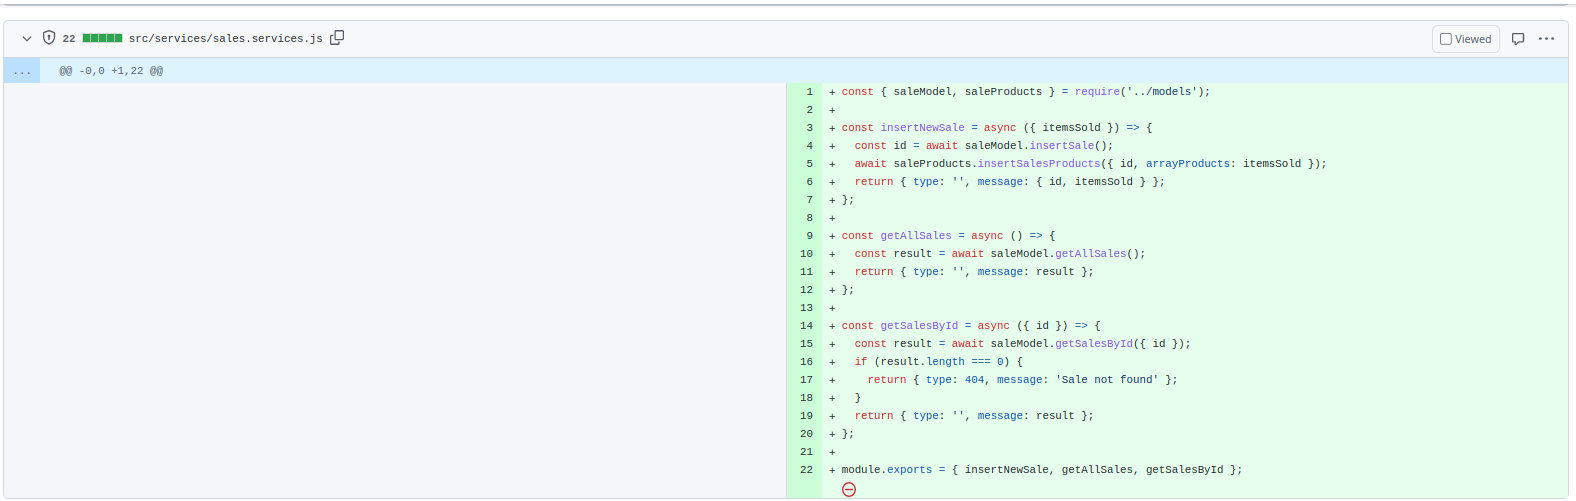 22 src/services/sales.services.js Viewed
... @@ -0,0 +1,22 @@
1 + const { saleModel, saleProducts } = require('../models');
2 +
3 + const insertNewSale = async ({ itemsSold }) => {
4 +   const id = await saleModel.insertSale();
5 +   await saleProducts.insertSalesProducts({ id, arrayProducts: itemsSold });
6 +   return { type: '', message: { id, itemsSold } };
7 + };
8 +
9 + const getAllSales = async () => {
10 +   const result = await saleModel.getAllSales();
11 +   return { type: '', message: result };
12 + };
13 +
14 + const getSalesById = async ({ id }) => {
15 +   const result = await saleModel.getSalesById({ id });
16 +   if (result.length === 0) {
17 +     return { type: 404, message: 'Sale not found' };
18 +   }
19 +   return { type: '', message: result };
20 + };
21 +
22 + module.exports = { insertNewSale, getAllSales, getSalesById };